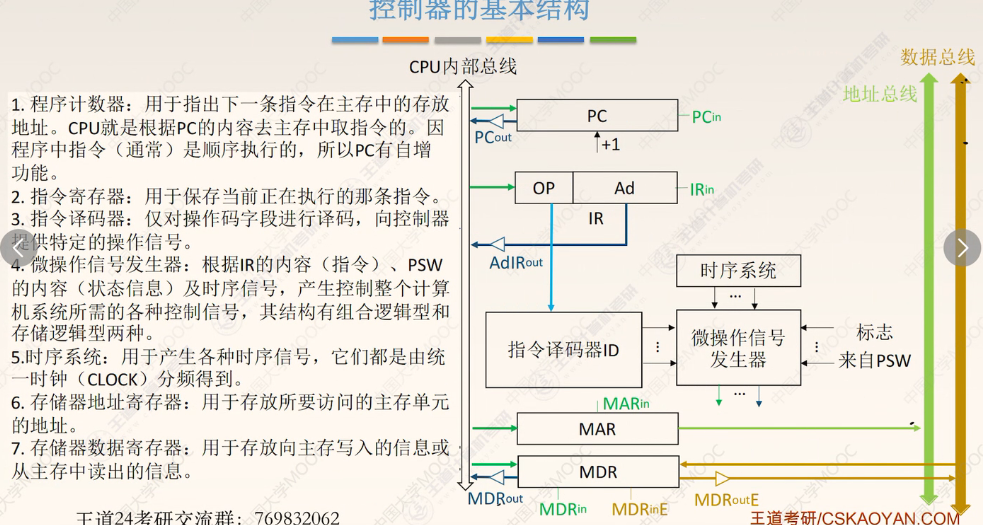 控制器的基本结构
1. 程序计数器：用于指出下一条指令在主存中的存放
地址。CPU就是根据PC的内容去主存中取指令的。因
程序中指令（通常）是顺序执行的，所以PC有自增
功能。
2. 指令寄存器：用于保存当前正在执行的那条指令。
3. 指令译码器：仅对操作码字段进行译码，向控制器
提供特定的操作信号。
4. 微操作信号发生器：根据IR的内容（指令）、PSW
的内容（状态信息）及时序信号，产生控制整个计算
机系统所需的各种控制信号，其结构有组合逻辑型和
存储逻辑型两种。
5.时序系统：用于产生各种时序信号，它们都是由统
一时钟（CLOCK）分频得到。
6. 存储器地址寄存器：用于存放所要访问的主存单元
的地址。
7. 存储器数据寄存器：用于存放向主存写入的信息或
从主存中读出的信息。
CPU内部总线
数据总线
地址总线
PC
PCin
PCout
+1
OP
Ad
IRin
IR
AdIRout
时序系统
...
指令译码器ID
⋮
微操作信号
发生器
⋮
标志
来自PSW
...
MARin
MAR
MDR
MDRout
MDRin
MDRinE
MDRoutE
王道24考研交流群：769832062
王道考研/CSKAOYAN.COM